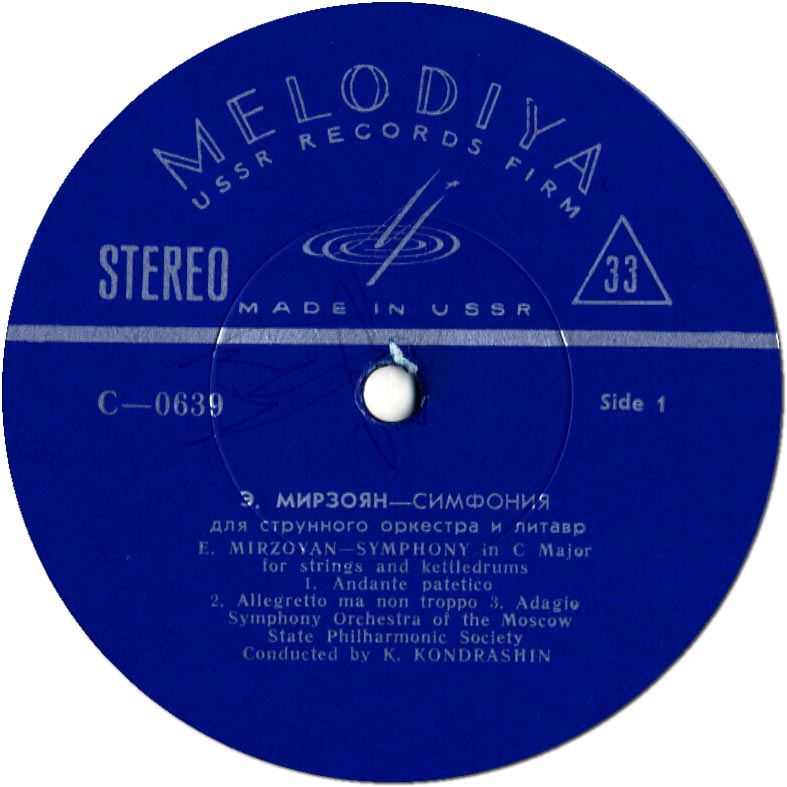 MELODIYA
USSR RECORDS FIRM
STEREO
33
MADE IN USSR
С—0639
Side 1
Э. МИРЗОЯН—СИМФОНИЯ
для струнного оркестра и литавр
E. MIRZOYAN—SYMPHONY in C Major
for strings and kettledrums
1. Andante patetico
2. Allegretto ma non troppo 3. Adagio
Symphony Orchestra of the Moscow
State Philharmonic Society
Conducted by K. KONDRASHIN